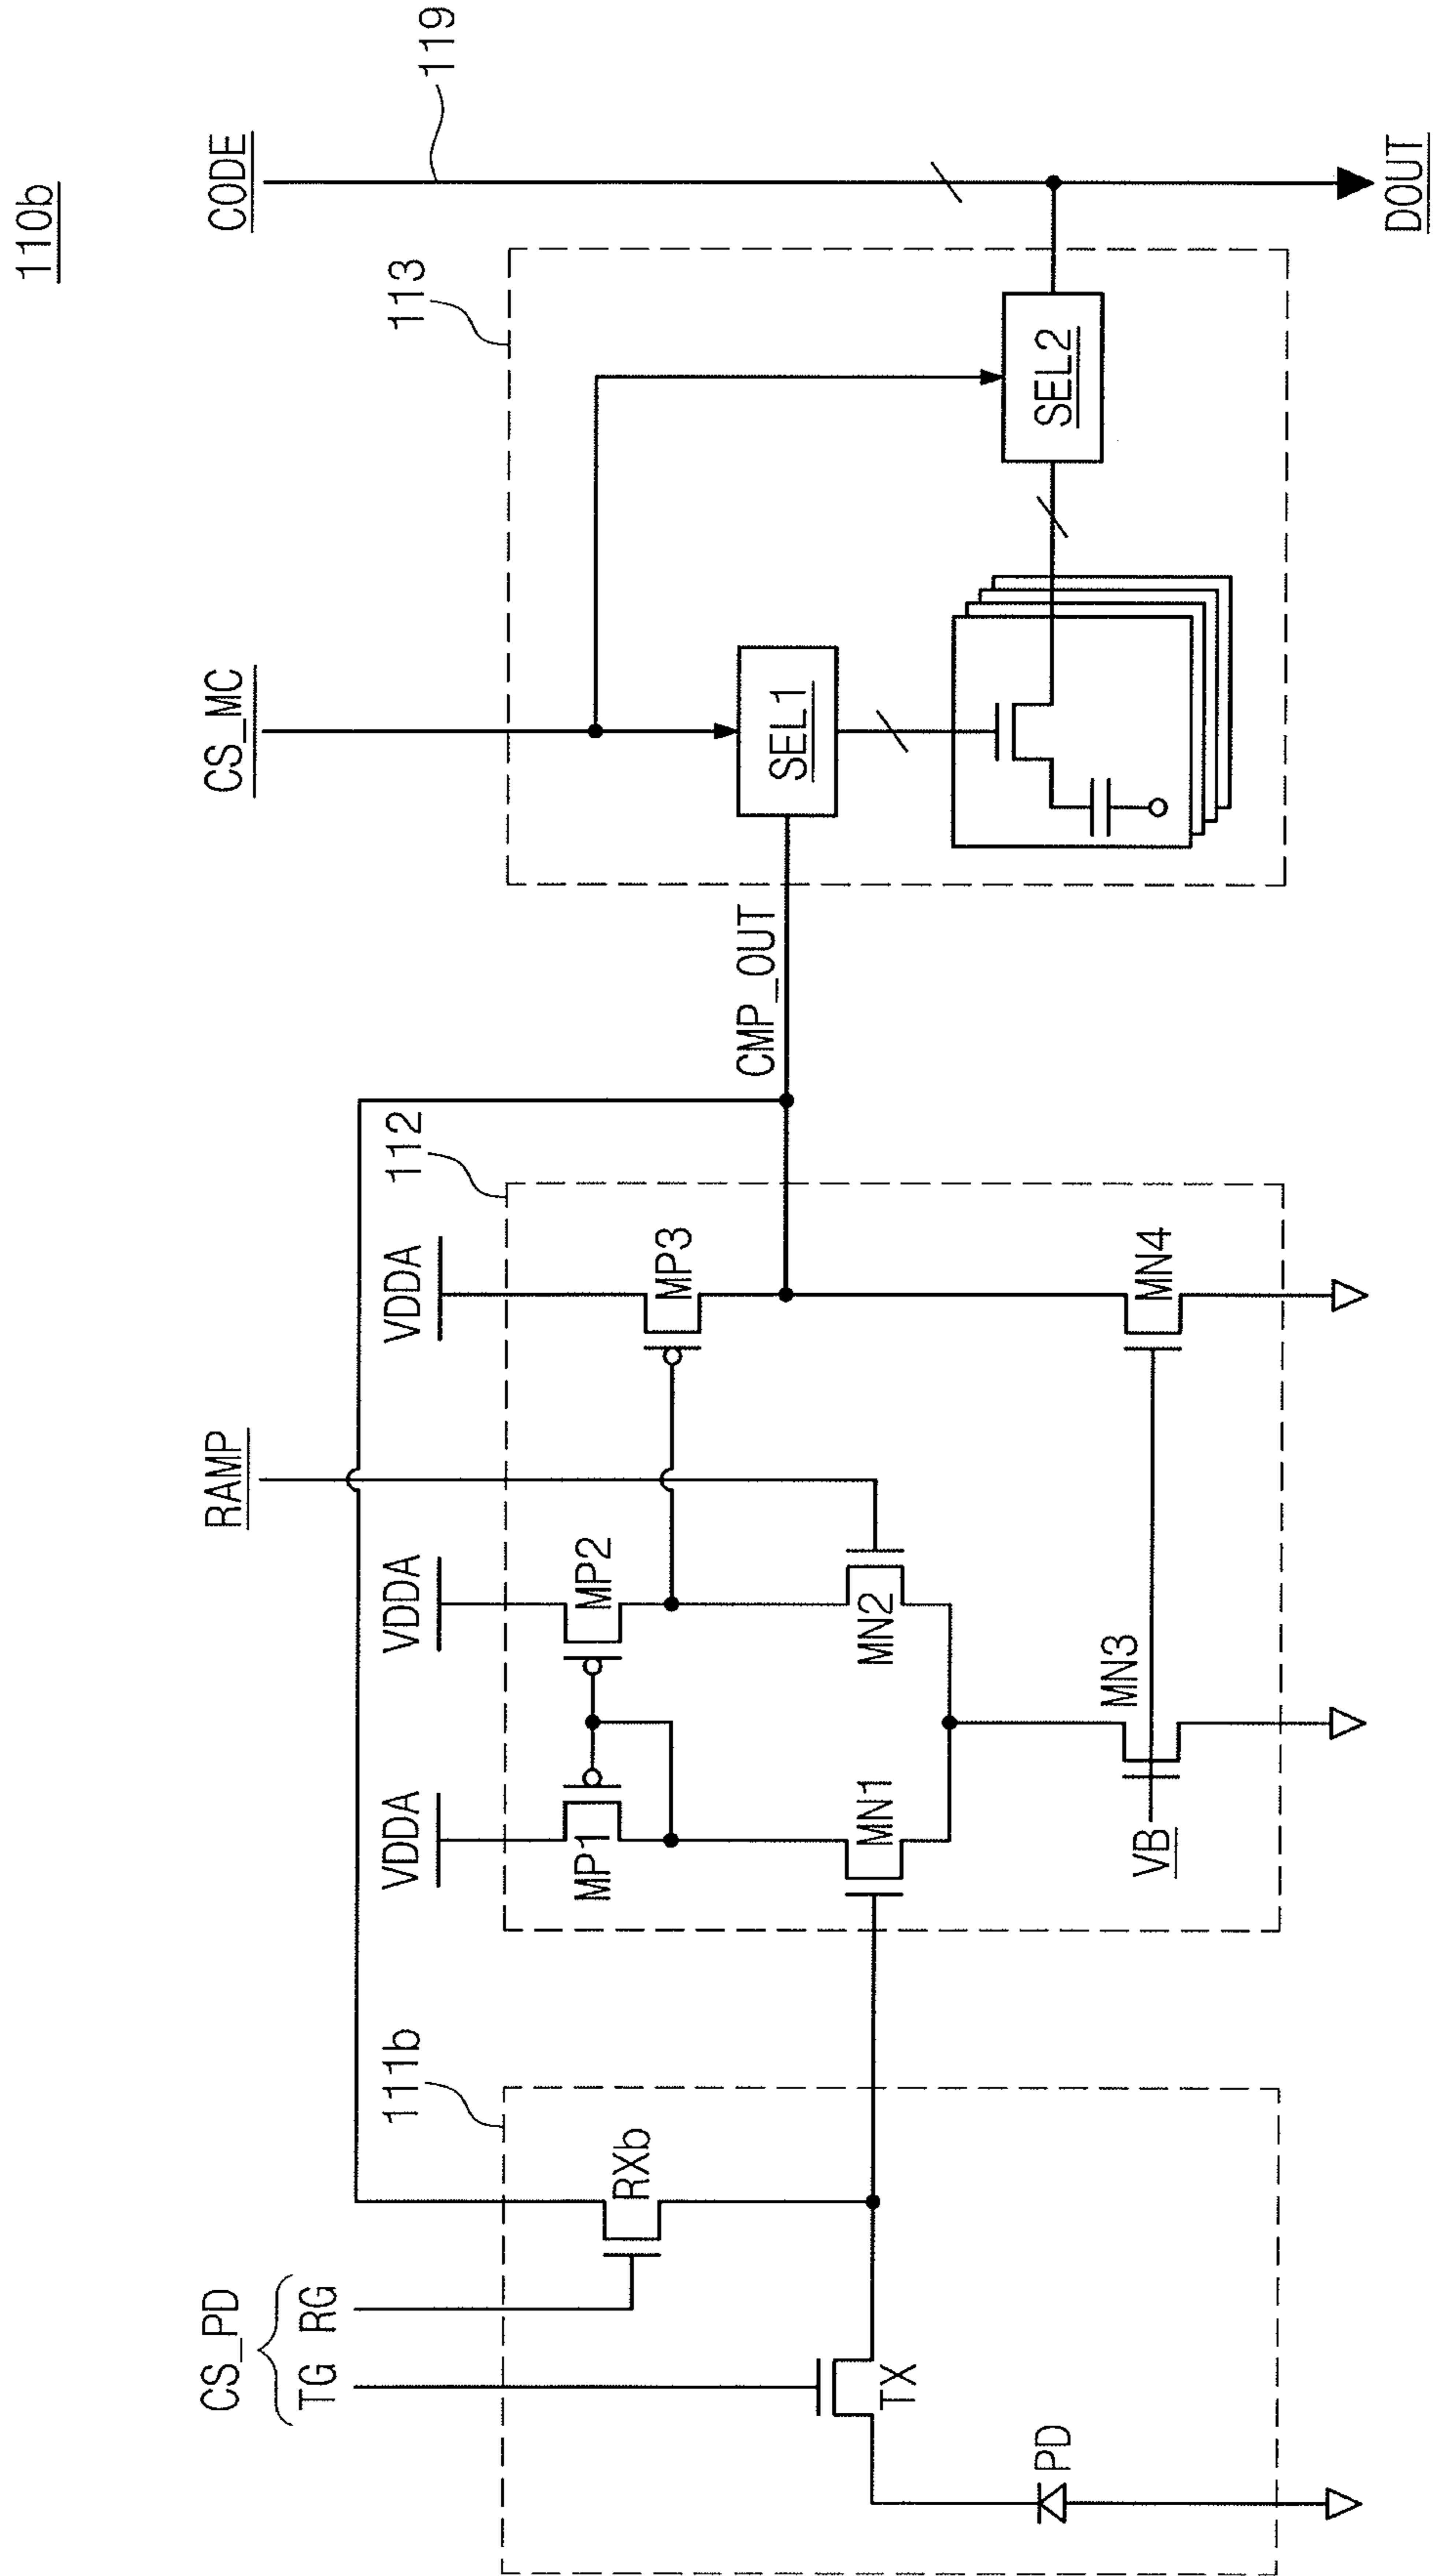 110b
CS_PD
TG RG
RAMP
CS_MC
CODE
119
111b
112
113
VDDA
VDDA
VDDA
RXb
MP1
MP2
MP3
CMP_OUT
SEL1
SEL2
TX
MN1
MN2
PD
VB
MN3
MN4
DOUT